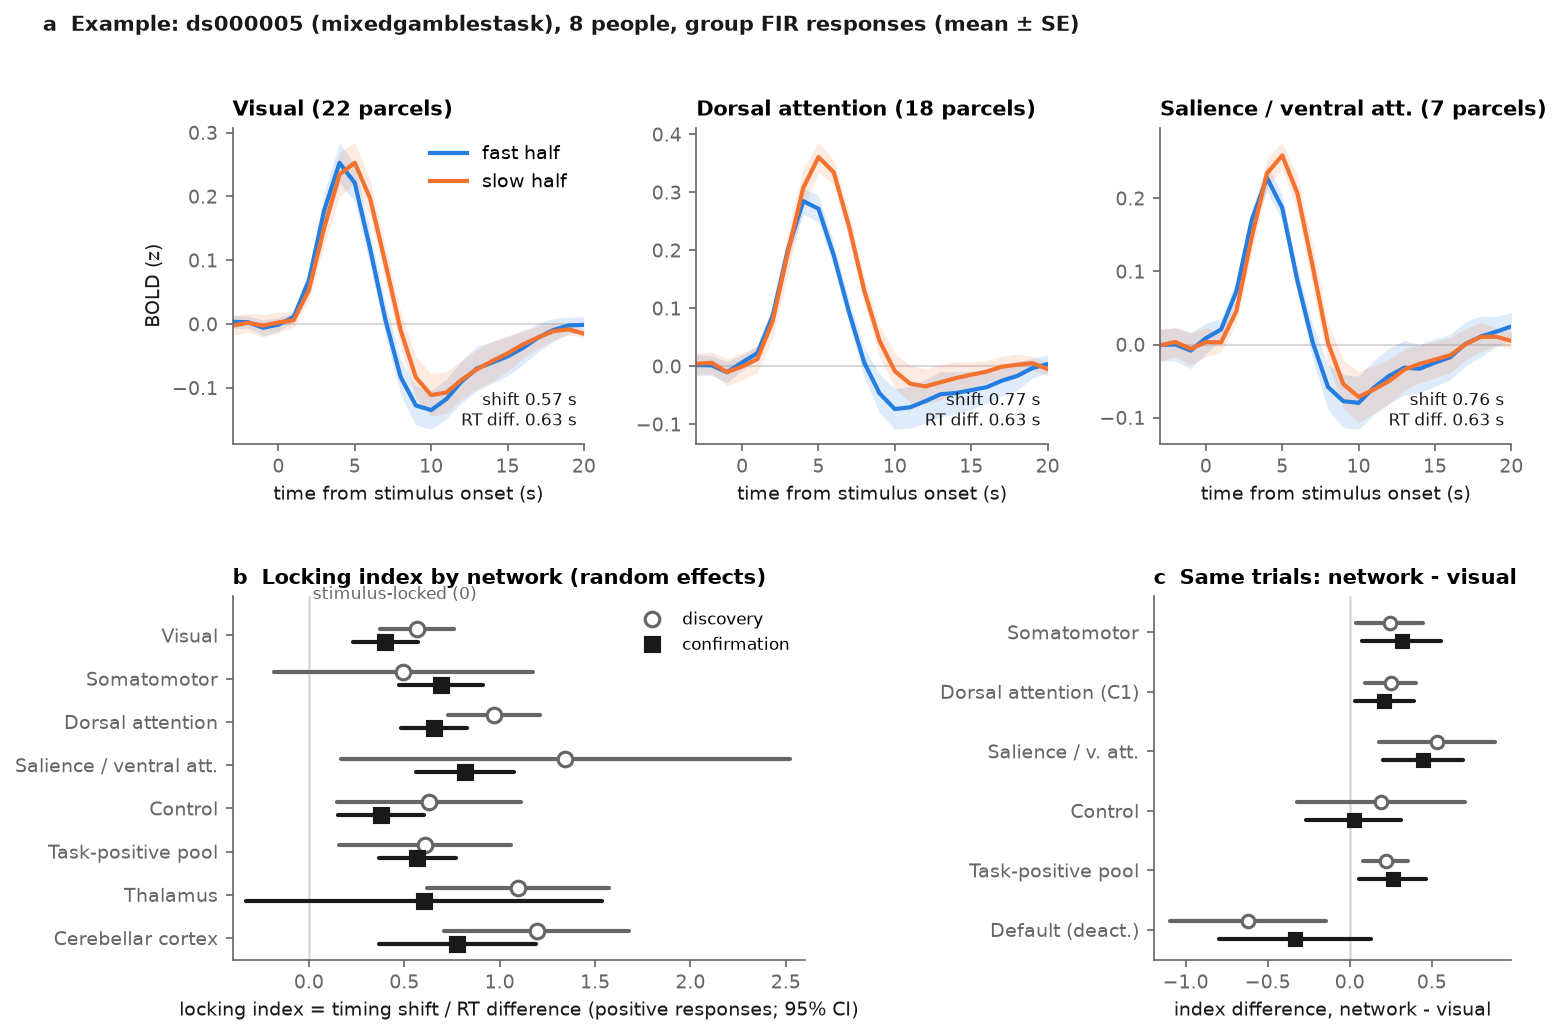 a  Example: ds000005 (mixedgamblestask), 8 people, group FIR responses (mean ± SE)
Visual (22 parcels)
Dorsal attention (18 parcels)
Salience / ventral att. (7 parcels)
fast half
slow half
BOLD (z)
0.3
0.2
0.1
0.0
−0.1
0.4
0.3
0.2
0.1
0.0
−0.1
0.2
0.1
0.0
−0.1
shift 0.57 s
RT diff. 0.63 s
shift 0.77 s
RT diff. 0.63 s
shift 0.76 s
RT diff. 0.63 s
0 5 10 15 20
0 5 10 15 20
0 5 10 15 20
time from stimulus onset (s)
time from stimulus onset (s)
time from stimulus onset (s)
b  Locking index by network (random effects)
stimulus-locked (0)
discovery
confirmation
Visual
Somatomotor
Dorsal attention
Salience / ventral att.
Control
Task-positive pool
Thalamus
Cerebellar cortex
0.0 0.5 1.0 1.5 2.0 2.5
locking index = timing shift / RT difference (positive responses; 95% CI)
c  Same trials: network - visual
Somatomotor
Dorsal attention (C1)
Salience / v. att.
Control
Task-positive pool
Default (deact.)
−1.0 −0.5 0.0 0.5
index difference, network - visual